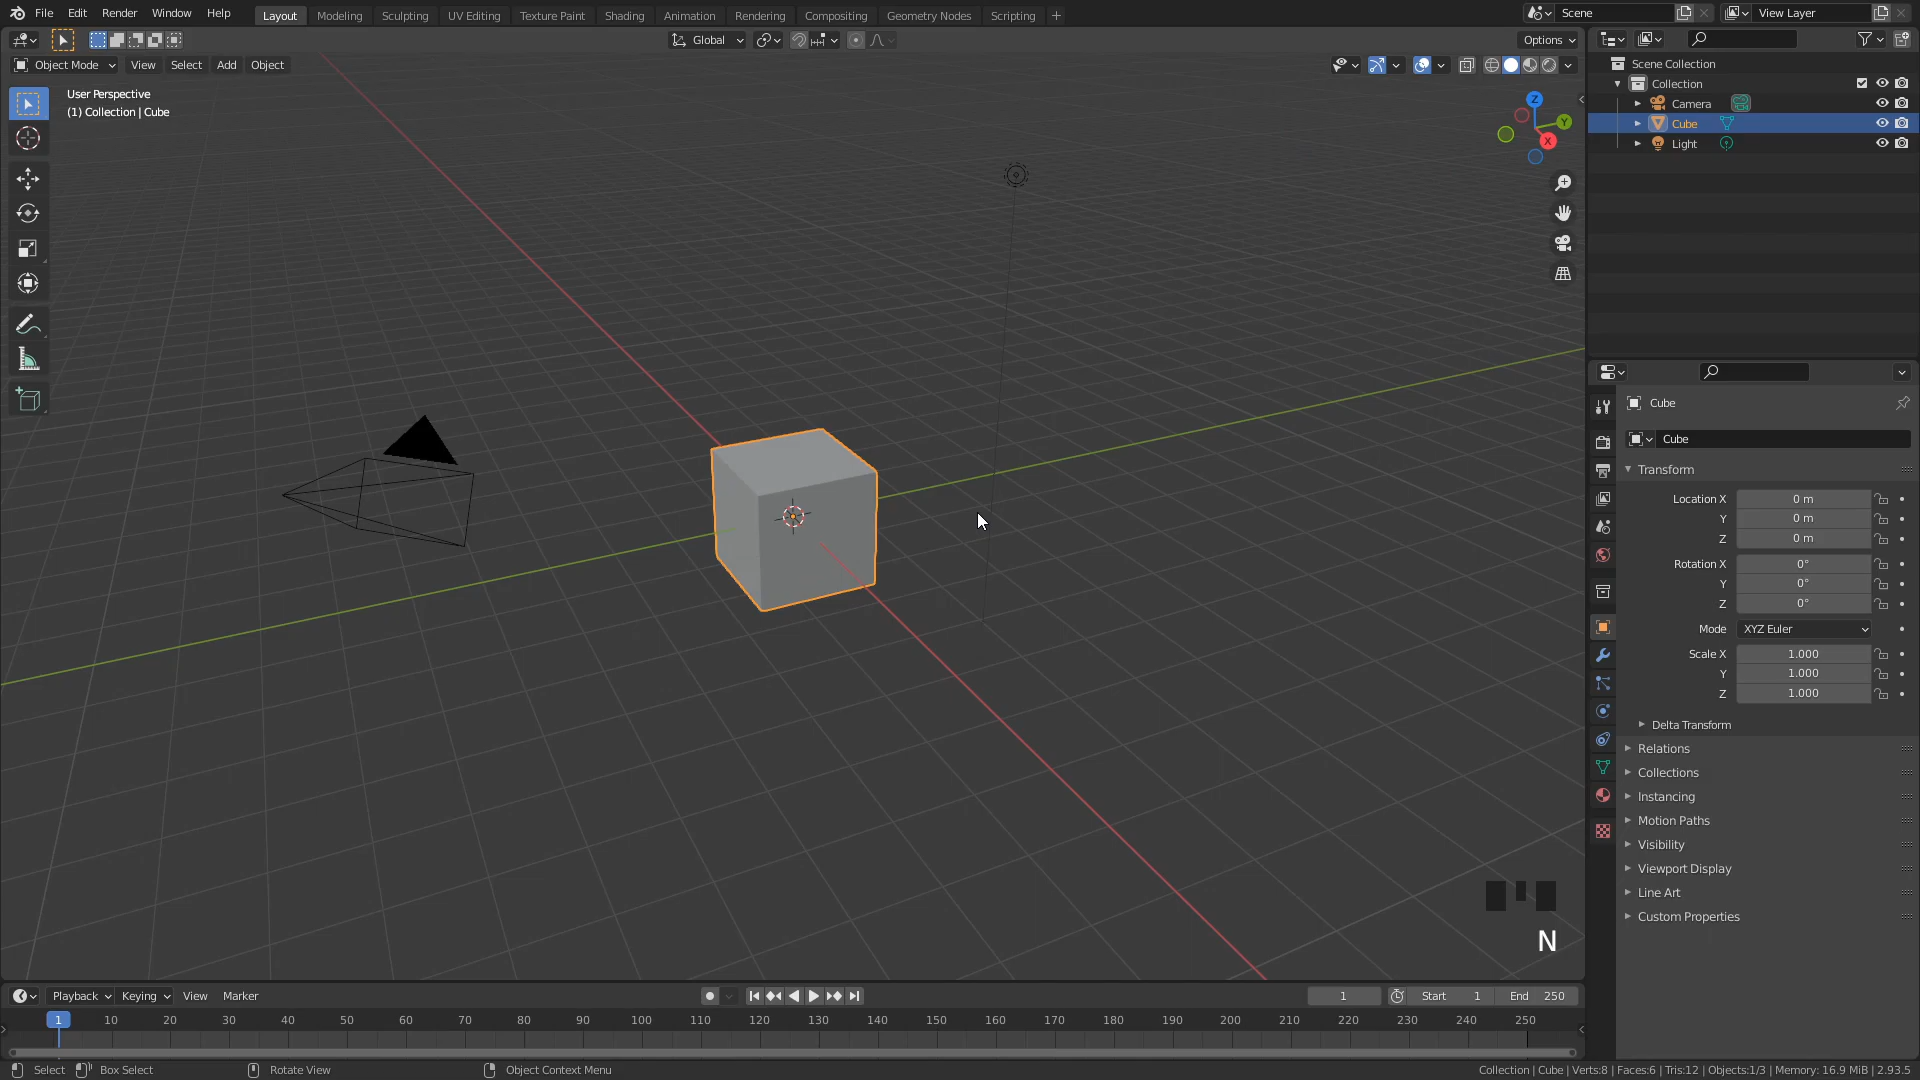 File Edit Render Window Help
Layout Modeling Sculpting UV Editing Texture Paint Shading Animation Rendering Compositing Geometry Nodes Scripting +
Scene
View Layer
Global
Options
Object Mode View Select Add Object
User Perspective
(1) Collection | Cube
Z
Y
X
N
Scene Collection
Collection
Camera
Cube
Light
Cube
Cube
Transform
Location X 0 m
Y 0 m
Z 0 m
Rotation X 0°
Y 0°
Z 0°
Mode XYZ Euler
Scale X 1.000
Y 1.000
Z 1.000
Delta Transform
Relations
Collections
Instancing
Motion Paths
Visibility
Viewport Display
Line Art
Custom Properties
Playback Keying View Marker
1 Start 1 End 250
1 10 20 30 40 50 60 70 80 90 100 110 120 130 140 150 160 170 180 190 200 210 220 230 240 250
Select Box Select Rotate View Object Context Menu
Collection | Cube | Verts:8 | Faces:6 | Tris:12 | Objects:1/3 | Memory: 16.9 MiB | 2.93.5